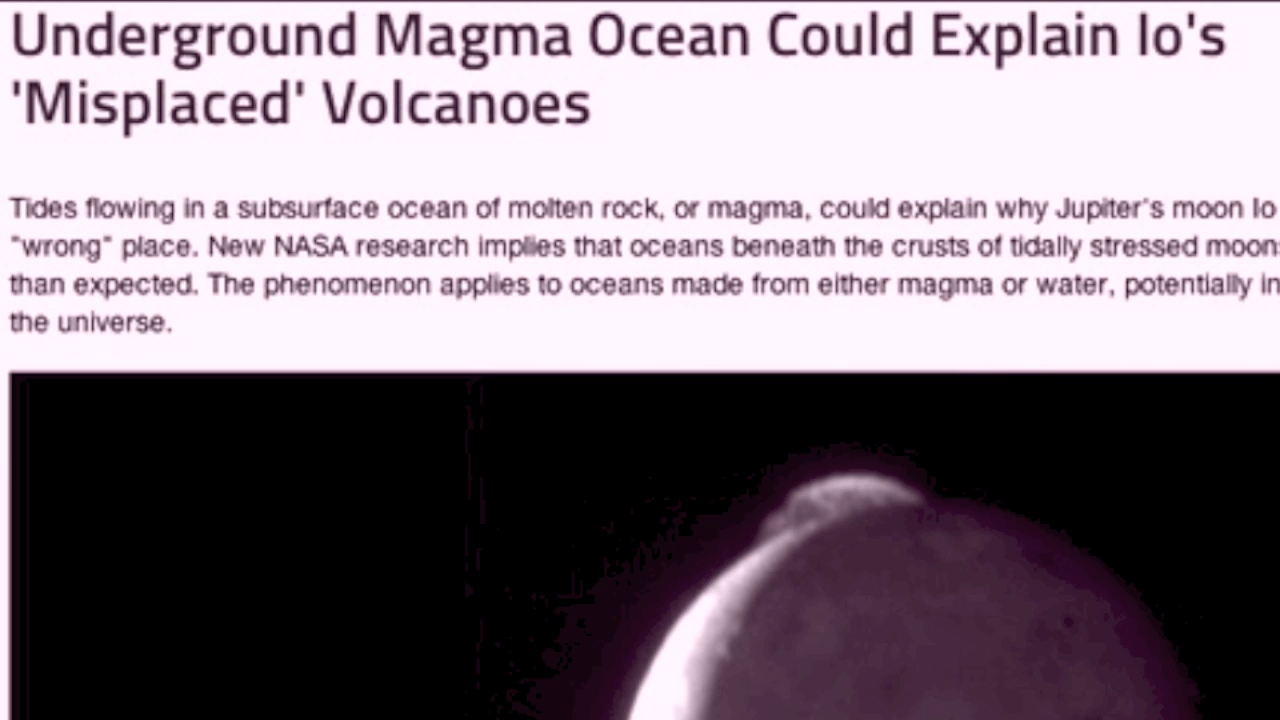 Underground Magma Ocean Could Explain Io's
'Misplaced' Volcanoes
Tides flowing in a subsurface ocean of molten rock, or magma, could explain why Jupiter's moon Io
"wrong" place. New NASA research implies that oceans beneath the crusts of tidally stressed moons
than expected. The phenomenon applies to oceans made from either magma or water, potentially in
the universe.